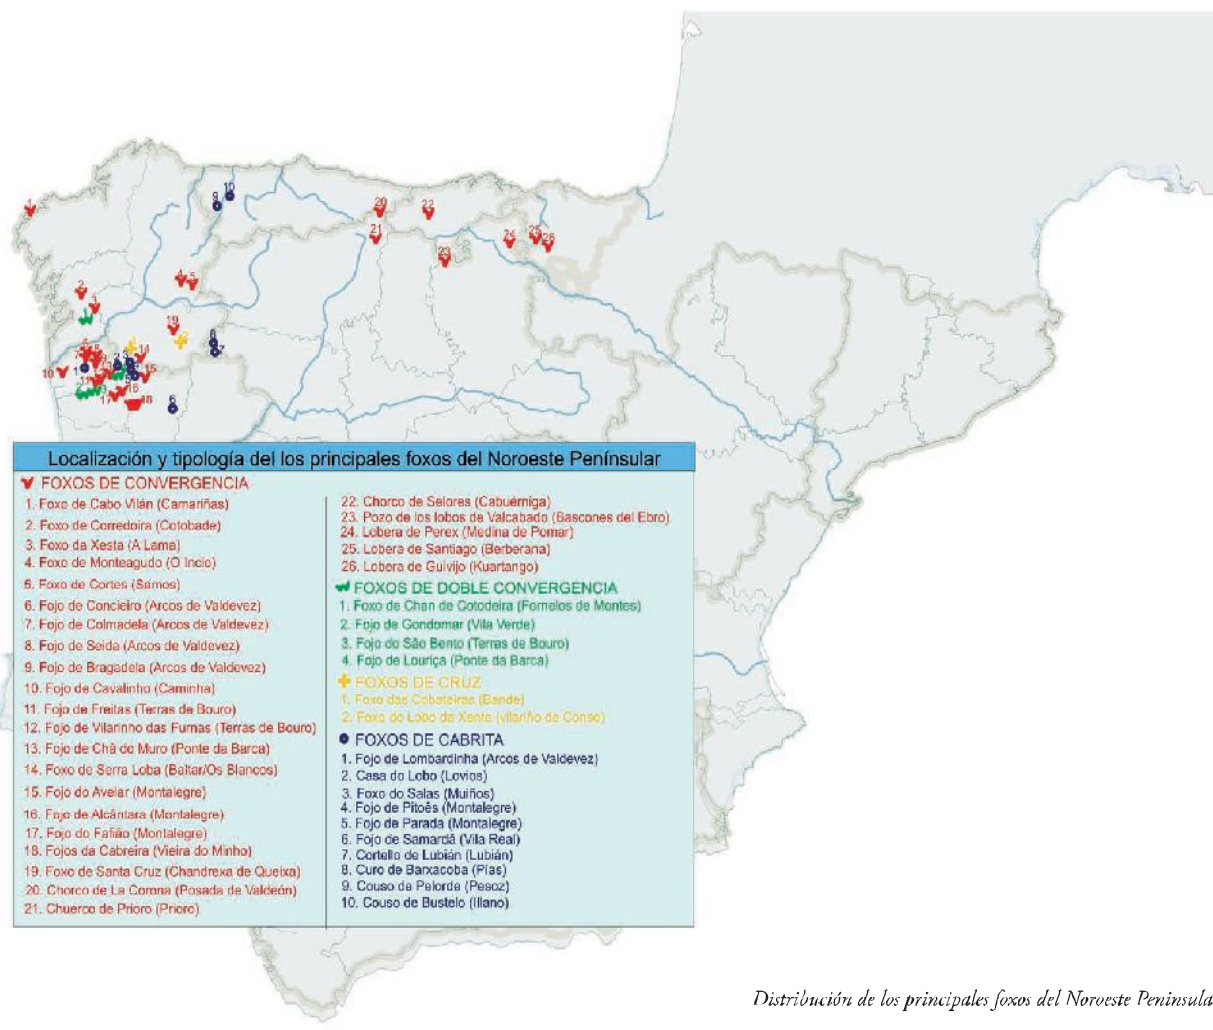 Localización y tipología del los principales foxos del Noroeste Penínsular
FOXOS DE CONVERGENCIA
1. Foxo de Cabo Vilán (Camariñas)
2. Foxo de Corredoira (Cotobade)
3. Foxo da Xesta (A Lama)
4. Foxo de Monteagudo (O Incio)
5. Foxo de Cortes (Samos)
6. Fojo de Concieiro (Arcos de Valdevez)
7. Fojo de Colmadela (Arcos de Valdevez)
8. Fojo de Seida (Arcos de Valdevez)
9. Fojo de Bragadela (Arcos de Valdevez)
10. Fojo de Cavalinho (Caminha)
11. Fojo de Freitas (Terras de Bouro)
12. Fojo de Vilarinho das Furnas (Terras de Bouro)
13. Fojo de Chã do Muro (Ponte da Barca)
14. Foxo de Serra Loba (Baltar/Os Blancos)
15. Fojo do Avelar (Montalegre)
16. Fojo de Alcântara (Montalegre)
17. Fojo do Fafião (Montalegre)
18. Fojos da Cabreira (Vieira do Minho)
19. Foxo de Santa Cruz (Chandrexa de Queixa)
20. Chorco de La Corona (Posada de Valdeón)
21. Chuerco de Prioro (Prioro)
22. Chorco de Selores (Cabuérniga)
23. Pozo de los lobos de Valcabado (Bascones del Ebro)
24. Lobera de Perex (Medina de Pomar)
25. Lobera de Santiago (Berberana)
26. Lobera de Guivijo (Kuartango)
FOXOS DE DOBLE CONVERGENCIA
1. Foxo de Chan de Cotodeira (Fornelos de Montes)
2. Fojo de Gondomar (Vila Verde)
3. Fojo do São Bento (Terras de Bouro)
4. Fojo de Louriça (Ponte da Barca)
FOXOS DE CRUZ
1. Foxo das Cobateiras (Bande)
2. Foxo do Lobo da Xente (vilariño de Conso)
FOXOS DE CABRITA
1. Fojo de Lombardinha (Arcos de Valdevez)
2. Casa do Lobo (Lovios)
3. Foxo do Salas (Muiños)
4. Fojo de Pitoês (Montalegre)
5. Fojo de Parada (Montalegre)
6. Fojo de Samardã (Vila Real)
7. Cortello de Lubián (Lubián)
8. Curo de Barxacoba (Pías)
9. Couso de Pelorde (Pesoz)
10. Couso de Bustelo (Illano)
Distribución de los principales foxos del Noroeste Peninsula